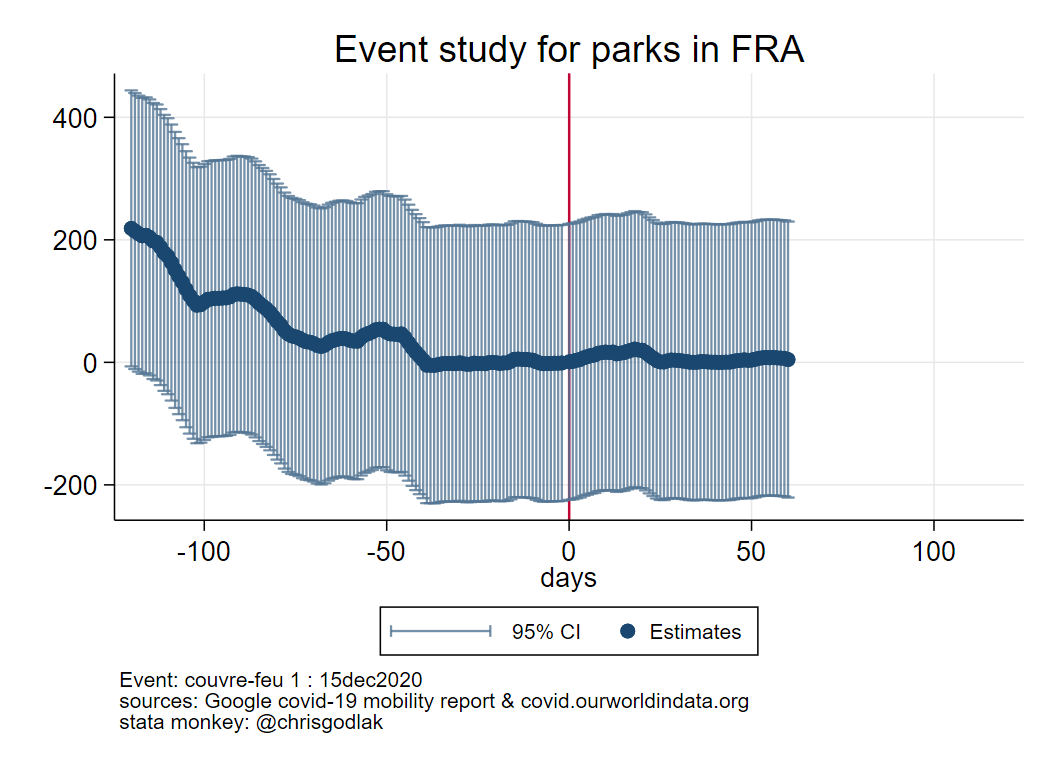 Event study for parks in FRA
400
200
0
-200
-100
-50
0
50
100
days
95% CI
Estimates
Event: couvre-feu 1 : 15dec2020
sources: Google covid-19 mobility report & covid.ourworldindata.org
stata monkey: @chrisgodlak